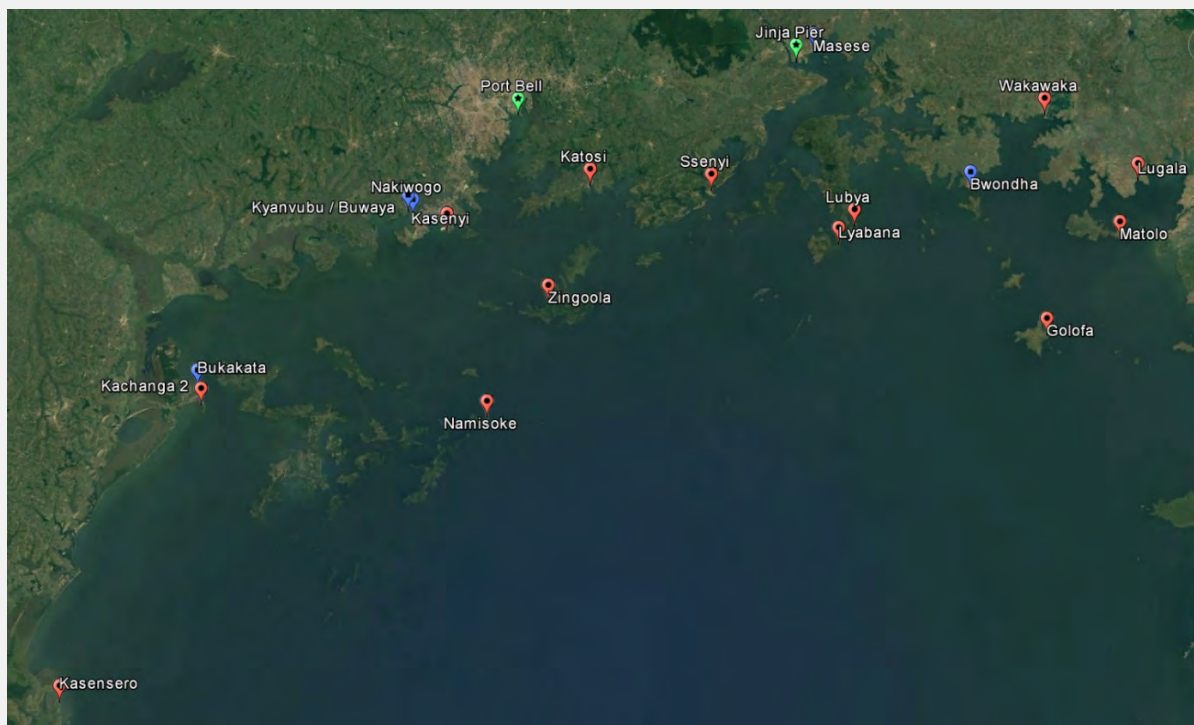 Jinja Pier
Masese
Port Bell
Wakawaka
Katosi
Ssenyi
Lugala
Nakiwogo
Bwondha
Kyanvubu / Buwaya
Kasenyi
Lubya
Lyabana
Matolo
Zingoola
Golofa
Bukakata
Kachanga 2
Namisoke
Kasensero